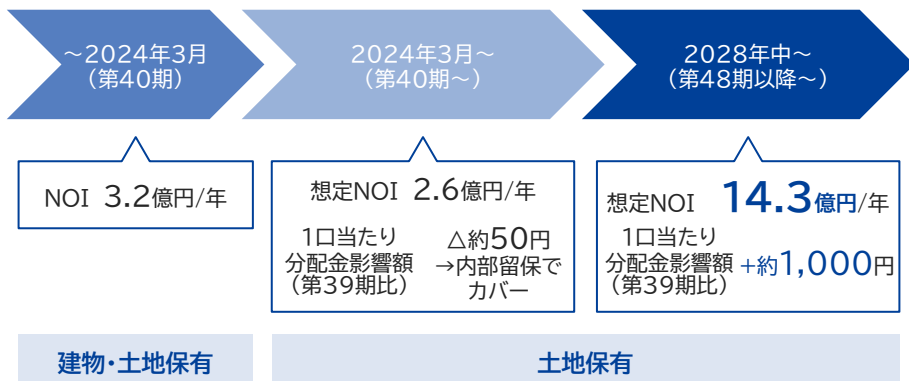 ～2024年3月
（第40期）
2024年3月～
（第40期～）
2028年中～
（第48期以降～）
NOI 3.2億円/年
想定NOI 2.6億円/年
1口当たり
分配金影響額
（第39期比）
△約50円
→内部留保で
カバー
想定NOI 14.3億円/年
1口当たり
分配金影響額
（第39期比）
+約1,000円
建物・土地保有
土地保有